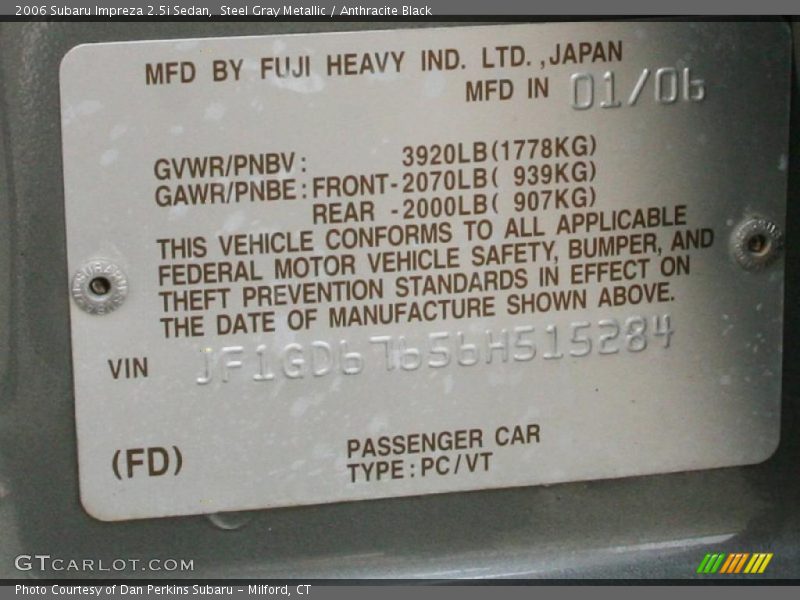 2006 Subaru Impreza 2.5i Sedan, Steel Gray Metallic / Anthracite Black
MFD BY FUJI HEAVY IND. LTD., JAPAN
MFD IN 01/06
GVWR/PNBV: 3920LB(1778KG)
GAWR/PNBE: FRONT-2070LB( 939KG)
REAR -2000LB( 907KG)
THIS VEHICLE CONFORMS TO ALL APPLICABLE
FEDERAL MOTOR VEHICLE SAFETY, BUMPER, AND
THEFT PREVENTION STANDARDS IN EFFECT ON
THE DATE OF MANUFACTURE SHOWN ABOVE.
VIN JF1GD67656H515284
(FD) PASSENGER CAR
TYPE: PC/VT
GTCARLOT.COM
Photo Courtesy of Dan Perkins Subaru - Milford, CT